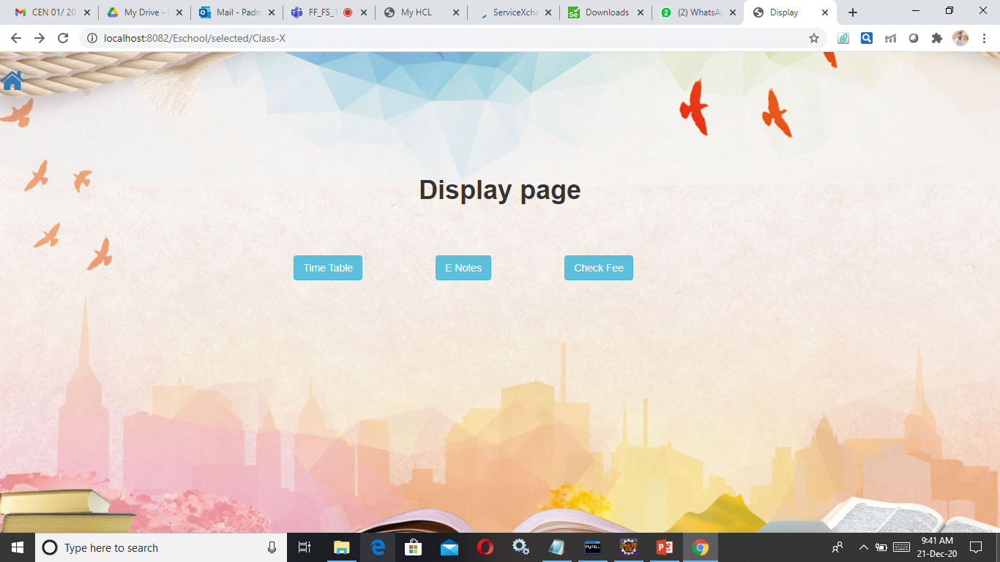 CEN 01/ 20
My Drive -
Mail - Padm
FF_FS_1
My HCL
ServiceXcha
Downloads
(2) WhatsAp
Display
localhost:8082/Eschool/selected/Class-X
Display page
Time Table
E Notes
Check Fee
Type here to search
9:41 AM
21-Dec-20